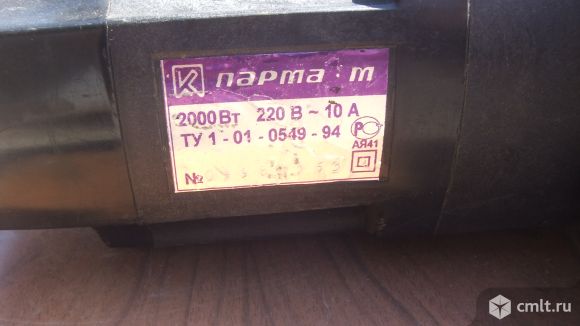 парма · м
2000 Вт 220 В ~ 10 А
ТУ 1 - 01 - 0549 - 94
АЯ41
№
cmlt.ru